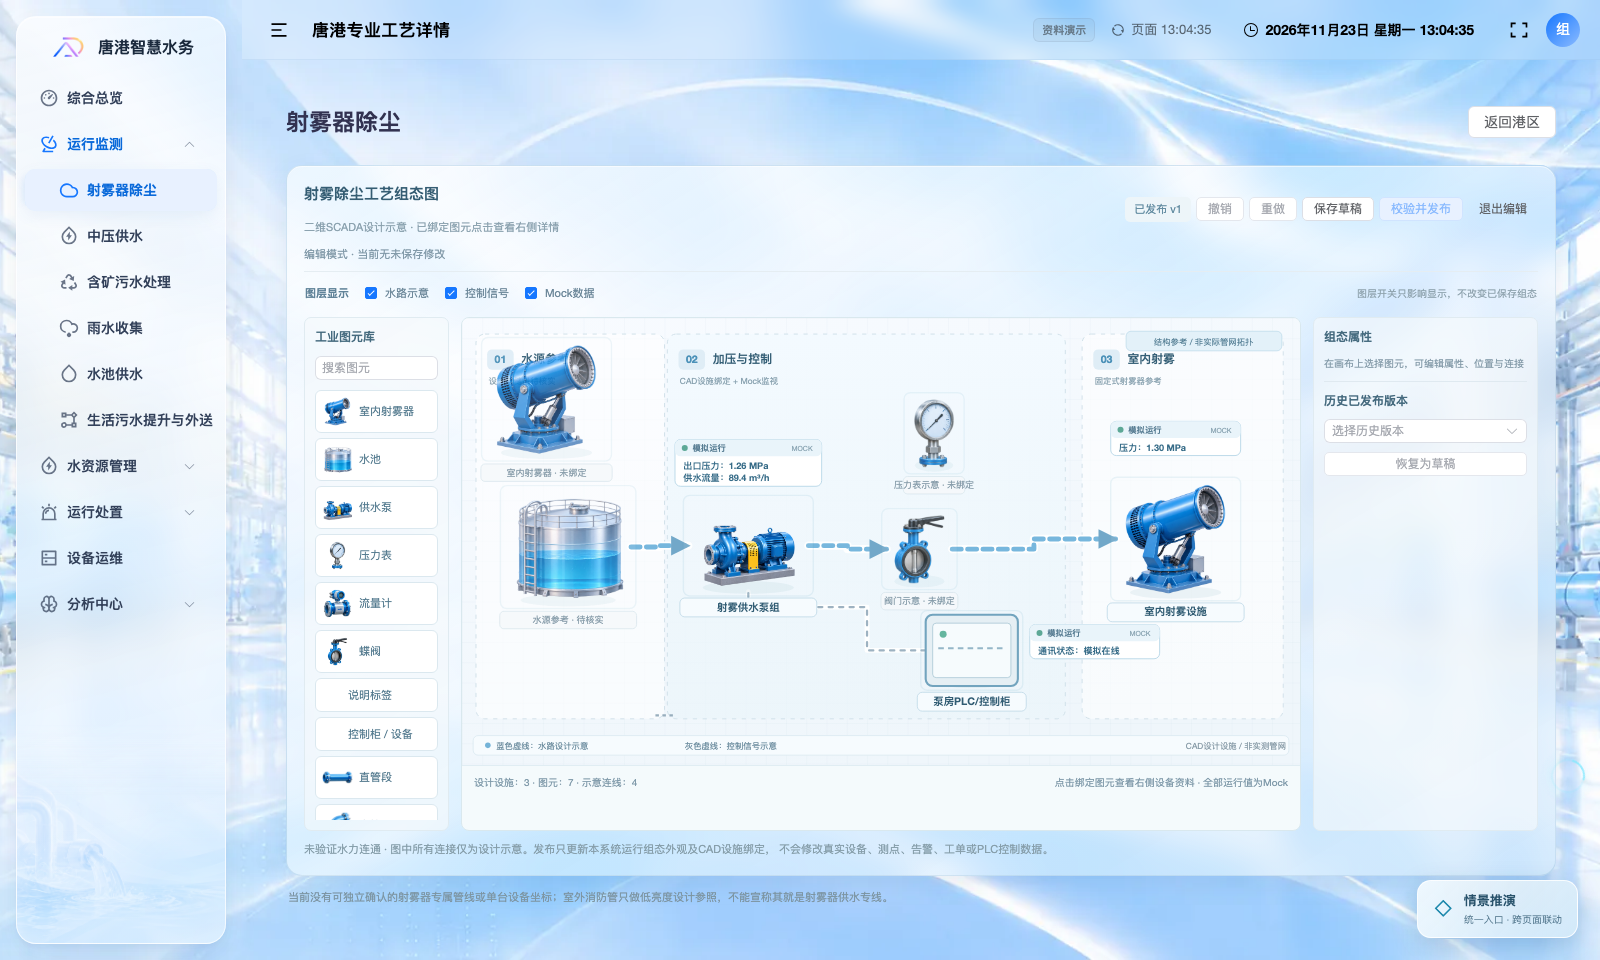 唐港智慧水务
综合总览
运行监测
射雾器除尘
中压供水
含矿污水处理
雨水收集
水池供水
生活污水提升与外送
水资源管理
运行处置
设备运维
分析中心
唐港专业工艺详情
资料演示
页面 13:04:35
2026年11月23日 星期一 13:04:35
组
射雾器除尘
返回港区
射雾除尘工艺组态图
二维SCADA设计示意 · 已绑定图元点击查看右侧详情
编辑模式 · 当前无未保存修改
已发布 v1
撤销
重做
保存草稿
校验并发布
退出编辑
图层显示
水路示意
控制信号
Mock数据
图层开关只影响显示，不改变已保存组态
工业图元库
搜索图元
室内射雾器
水池
供水泵
压力表
流量计
蝶阀
说明标签
控制柜 / 设备
直管段
01 水源参
设
室内射雾器 · 未绑定
水源参考 · 待核实
02 加压与控制
CAD设施绑定 + Mock监视
模拟运行 MOCK
出口压力： 1.26 MPa
供水流量： 89.4 m³/h
射雾供水泵组
压力表示意 · 未绑定
阀门示意 · 未绑定
泵房PLC/控制柜
结构参考 / 非实际管网拓扑
03 室内射雾
固定式射雾器参考
模拟运行 MOCK
压力： 1.30 MPa
室内射雾设施
模拟运行 MOCK
通讯状态： 模拟在线
蓝色虚线：水路设计示意
灰色虚线：控制信号示意
CAD设计设施 / 非实测管网
设计设施：3 · 图元：7 · 示意连线：4
点击绑定图元查看右侧设备资料 · 全部运行值为Mock
组态属性
在画布上选择图元，可编辑属性、位置与连接
历史已发布版本
选择历史版本
恢复为草稿
未验证水力连通 · 图中所有连接仅为设计示意。发布只更新本系统运行组态外观及CAD设施绑定， 不会修改真实设备、测点、告警、工单或PLC控制数据。
当前没有可独立确认的射雾器专属管线或单台设备坐标；室外消防管只做低亮度设计参照，不能宣称其就是射雾器供水专线。
情景推演
统一入口 · 跨页面联动